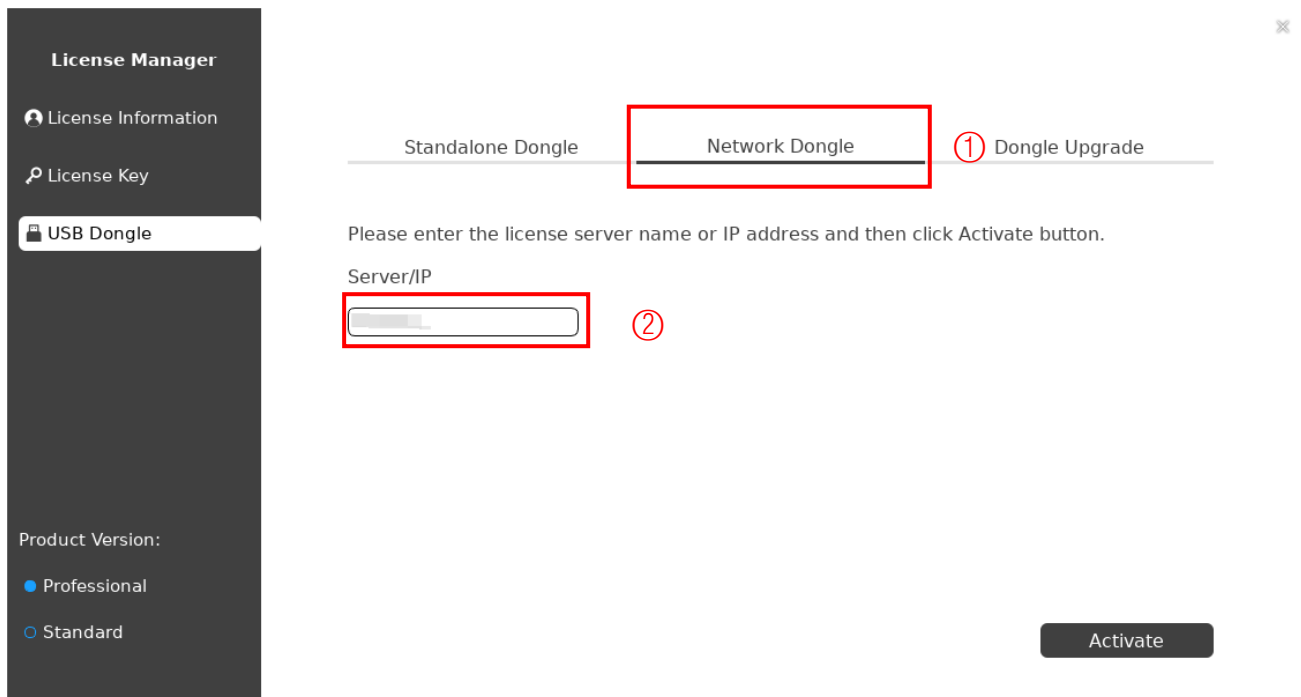 License Manager
License Information
License Key
USB Dongle
Product Version:
Professional
Standard
Standalone Dongle
Network Dongle
① Dongle Upgrade
Please enter the license server name or IP address and then click Activate button.
Server/IP
②
Activate